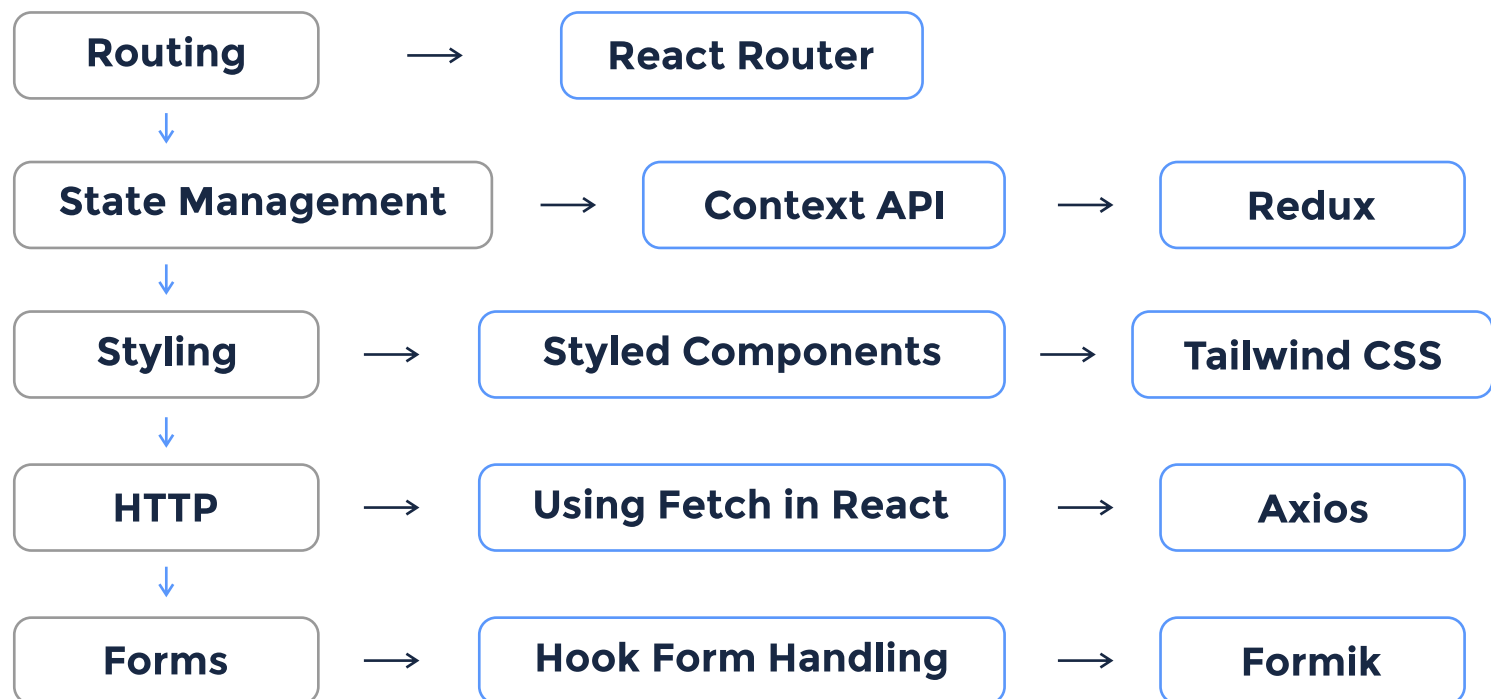 Routing
React Router
State Management
Context API
Redux
Styling
Styled Components
Tailwind CSS
HTTP
Using Fetch in React
Axios
Forms
Hook Form Handling
Formik